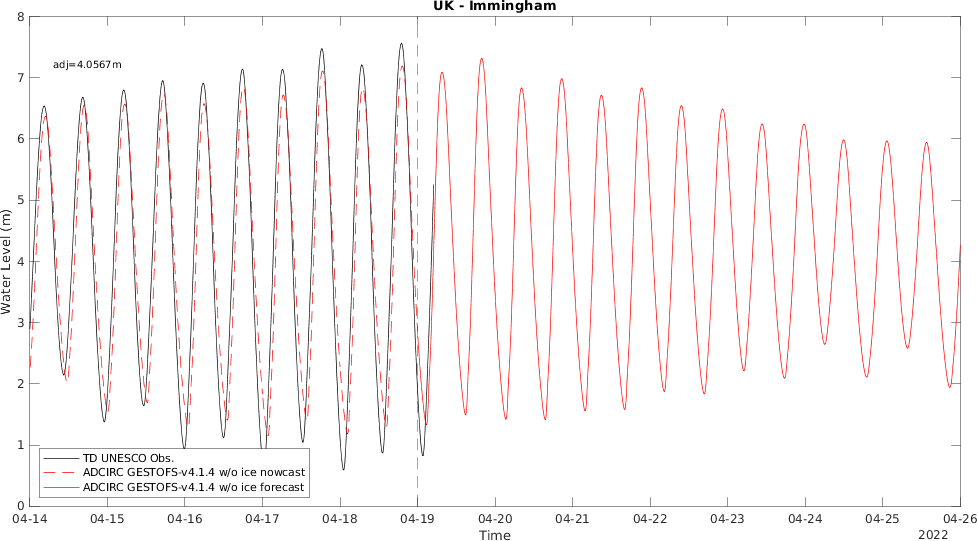 UK - Immingham
adj=4.0567m
8
7
6
5
4
3
2
1
0
Water Level (m)
TD UNESCO Obs.
ADCIRC GESTOFS-v4.1.4 w/o ice nowcast
ADCIRC GESTOFS-v4.1.4 w/o ice forecast
04-14 04-15 04-16 04-17 04-18 04-19 04-20 04-21 04-22 04-23 04-24 04-25 04-26
Time
2022